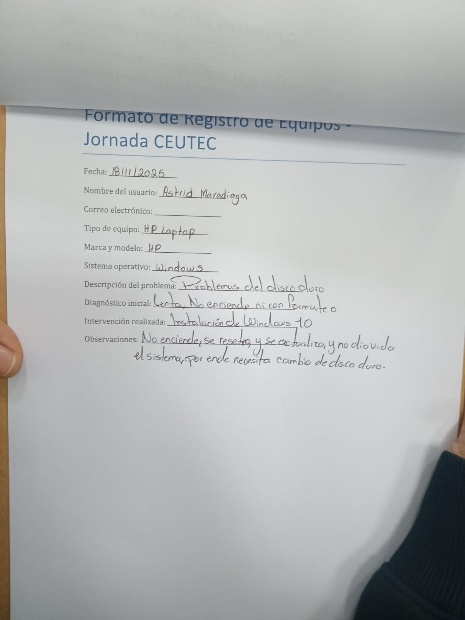 Formato de Registro de Equipos -
Jornada CEUTEC
Fecha: 18/11/2025
Nombre del usuario: Astrid Maradiaga
Correo electrónico:
Tipo de equipo: HP Laptop
Marca y modelo: HP
Sistema operativo: Windows
Descripción del problema: Problemas del disco duro
Diagnóstico inicial: Lenta, No enciende ni con formateo
Intervención realizada: Instalación de Windows 10
Observaciones: No enciende, se reseteo, y se actualizo, y no dio vida
el sistema, por ende necesita cambio de disco duro.